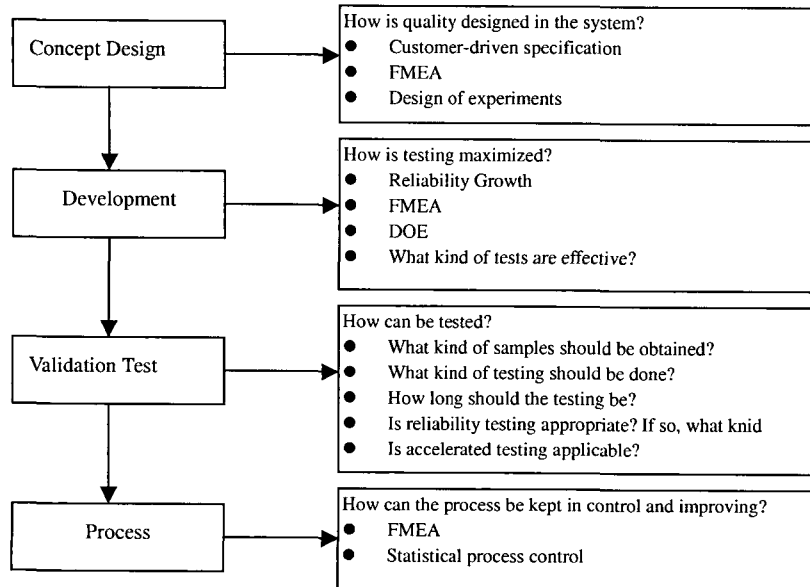 Concept Design
How is quality designed in the system?
● Customer-driven specification
● FMEA
● Design of experiments
Development
How is testing maximized?
● Reliability Growth
● FMEA
● DOE
● What kind of tests are effective?
Validation Test
How can be tested?
● What kind of samples should be obtained?
● What kind of testing should be done?
● How long should the testing be?
● Is reliability testing appropriate? If so, what knid
● Is accelerated testing applicable?
Process
How can the process be kept in control and improving?
● FMEA
● Statistical process control